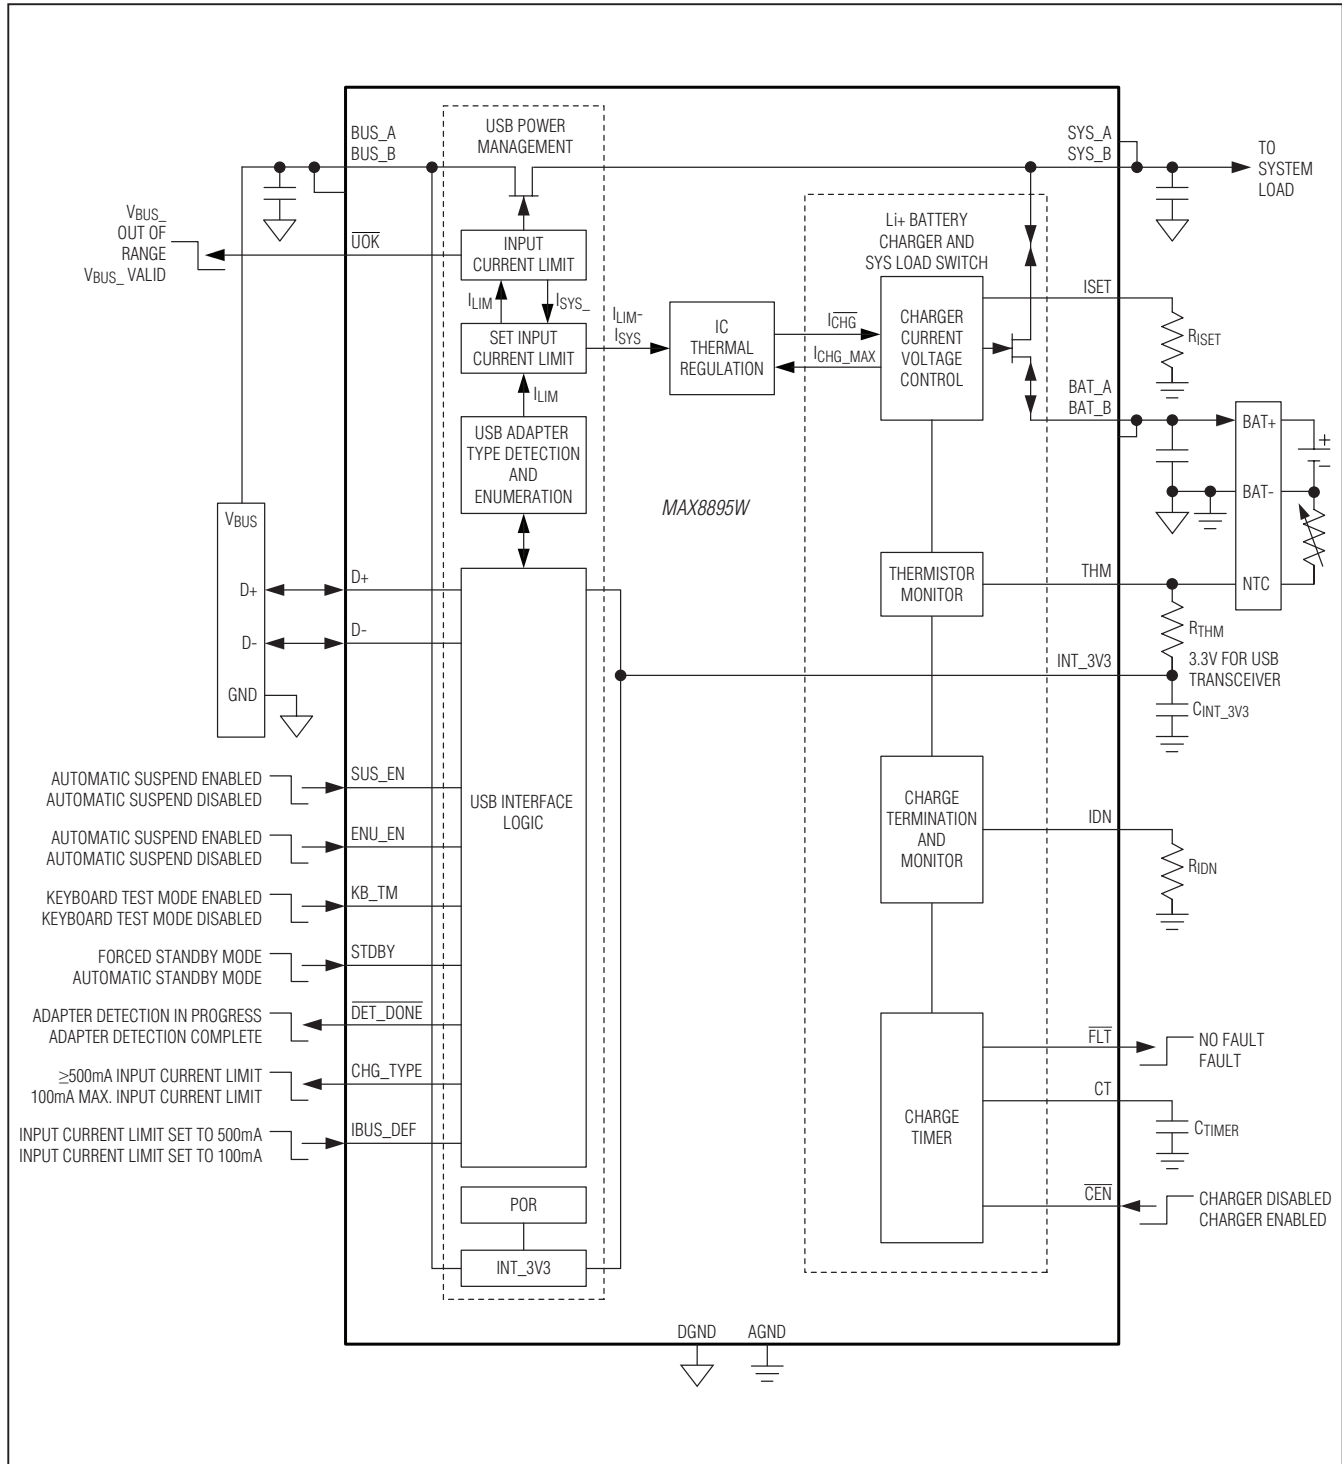 BUS_A
BUS_B
USB POWER
MANAGEMENT
SYS_A
SYS_B
TO
SYSTEM
LOAD
VBUS_
OUT OF
RANGE
VBUS_ VALID
UOK
INPUT
CURRENT LIMIT
ILIM
ISYS_
SET INPUT
CURRENT LIMIT
ILIM-
ISYS
ILIM
USB ADAPTER
TYPE DETECTION
AND
ENUMERATION
IC
THERMAL
REGULATION
ICHG
ICHG_MAX
Li+ BATTERY
CHARGER AND
SYS LOAD SWITCH
CHARGER
CURRENT
VOLTAGE
CONTROL
ISET
RISET
BAT_A
BAT_B
BAT+
+
-
BAT-
NTC
MAX8895W
VBUS
D+
D-
GND
D+
D-
THERMISTOR
MONITOR
THM
RTHM
INT_3V3
3.3V FOR USB
TRANSCEIVER
CINT_3V3
AUTOMATIC SUSPEND ENABLED
AUTOMATIC SUSPEND DISABLED
SUS_EN
USB INTERFACE
LOGIC
AUTOMATIC SUSPEND ENABLED
AUTOMATIC SUSPEND DISABLED
ENU_EN
KEYBOARD TEST MODE ENABLED
KEYBOARD TEST MODE DISABLED
KB_TM
FORCED STANDBY MODE
AUTOMATIC STANDBY MODE
STDBY
ADAPTER DETECTION IN PROGRESS
ADAPTER DETECTION COMPLETE
DET_DONE
≥500mA INPUT CURRENT LIMIT
100mA MAX. INPUT CURRENT LIMIT
CHG_TYPE
INPUT CURRENT LIMIT SET TO 500mA
INPUT CURRENT LIMIT SET TO 100mA
IBUS_DEF
POR
INT_3V3
CHARGE
TERMINATION
AND
MONITOR
IDN
RIDN
CHARGE
TIMER
FLT
NO FAULT
FAULT
CT
CTIMER
CEN
CHARGER DISABLED
CHARGER ENABLED
DGND
AGND